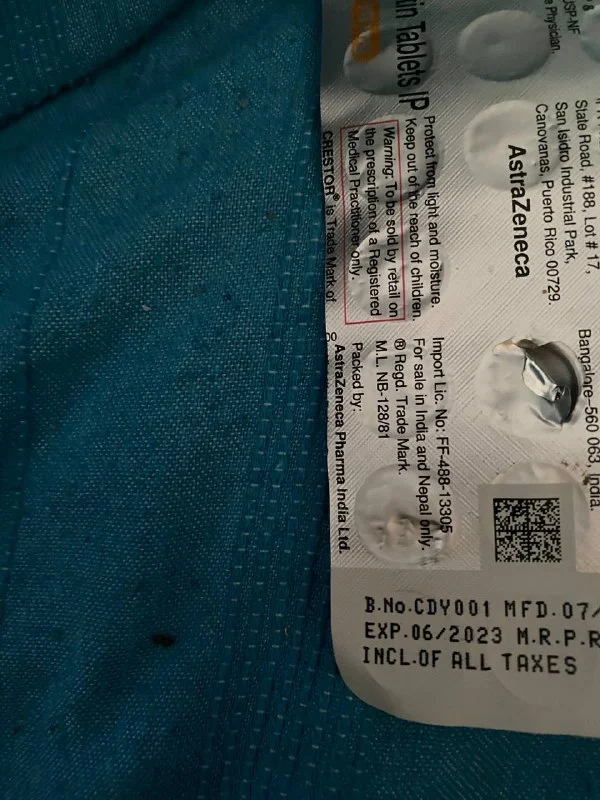 in Tablets IP
Protect from light and moisture.
Keep out of the reach of children.
Warning: To be sold by retail on
the prescription of a Registered
Medical Practitioner only.
CRESTOR® is Trade Mark of
USP-NF
Physician.
State Road, #188, Lot # 17,
San Isidro Industrial Park,
Canovanas, Puerto Rico 00729.
AstraZeneca
Bangalore–560 063, India.
Import Lic. No: FF-488-13305
For sale in India and Nepal only.
® Regd. Trade Mark.
M.L. NB-128/81
Packed by:
AstraZeneca Pharma India Ltd.
B.No.CDY001 MFD.07/
EXP.06/2023 M.R.P.R
INCL.OF ALL TAXES